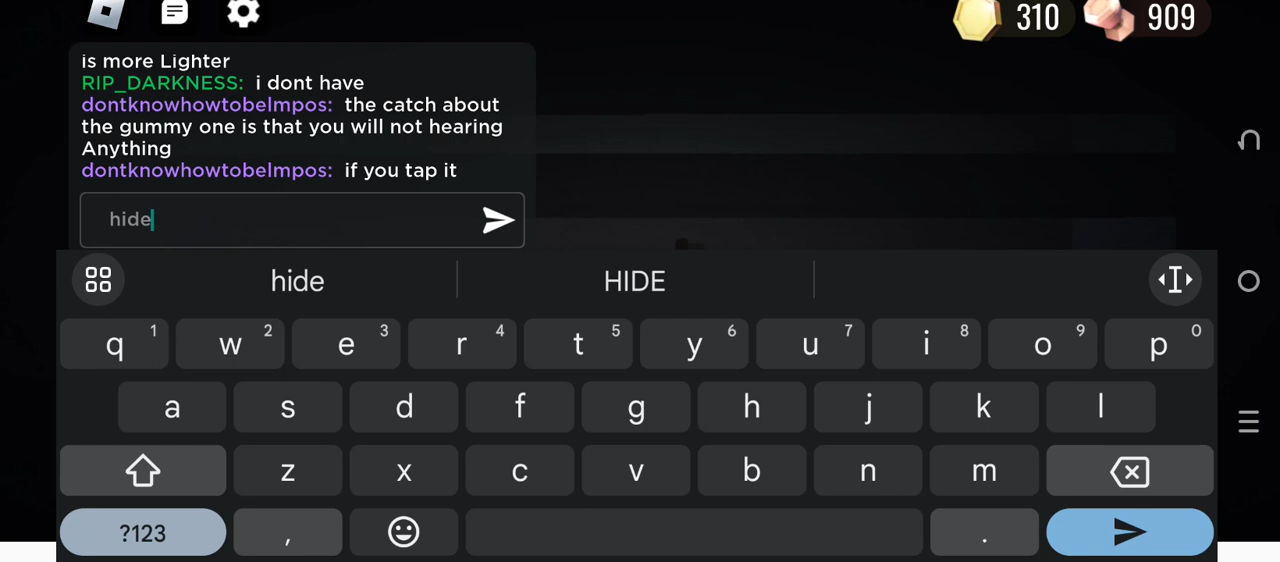 310 909
is more Lighter
RIP_DARKNESS: i dont have
dontknowhowtobeImpos: the catch about
the gummy one is that you will not hearing
Anything
dontknowhowtobeImpos: if you tap it
hide
hide HIDE
q 1 w 2 e 3 r 4 t 5 y 6 u 7 i 8 o 9 p 0
a s d f g h j k l
z x c v b n m
?123 , .